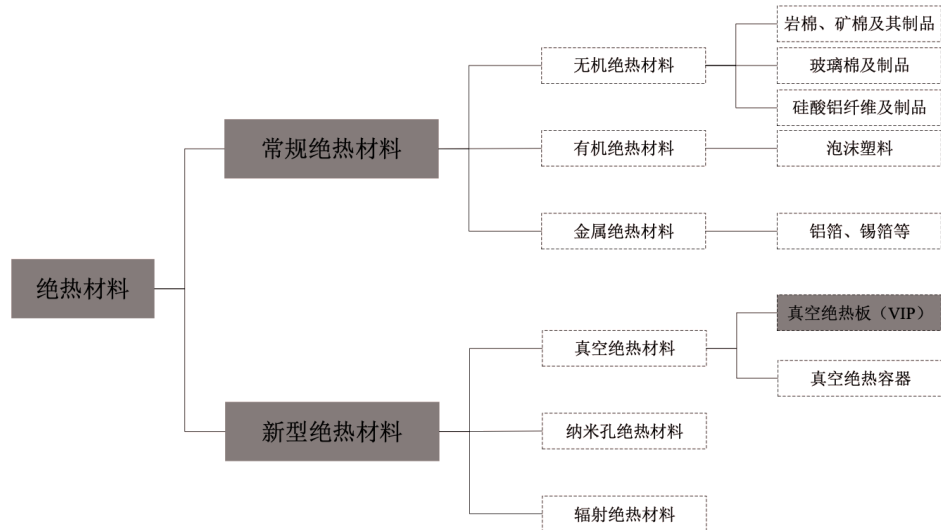 绝热材料
常规绝热材料
无机绝热材料
岩棉、矿棉及其制品
玻璃棉及制品
硅酸铝纤维及制品
有机绝热材料
泡沫塑料
金属绝热材料
铝箔、锡箔等
新型绝热材料
真空绝热材料
真空绝热板（VIP）
真空绝热容器
纳米孔绝热材料
辐射绝热材料